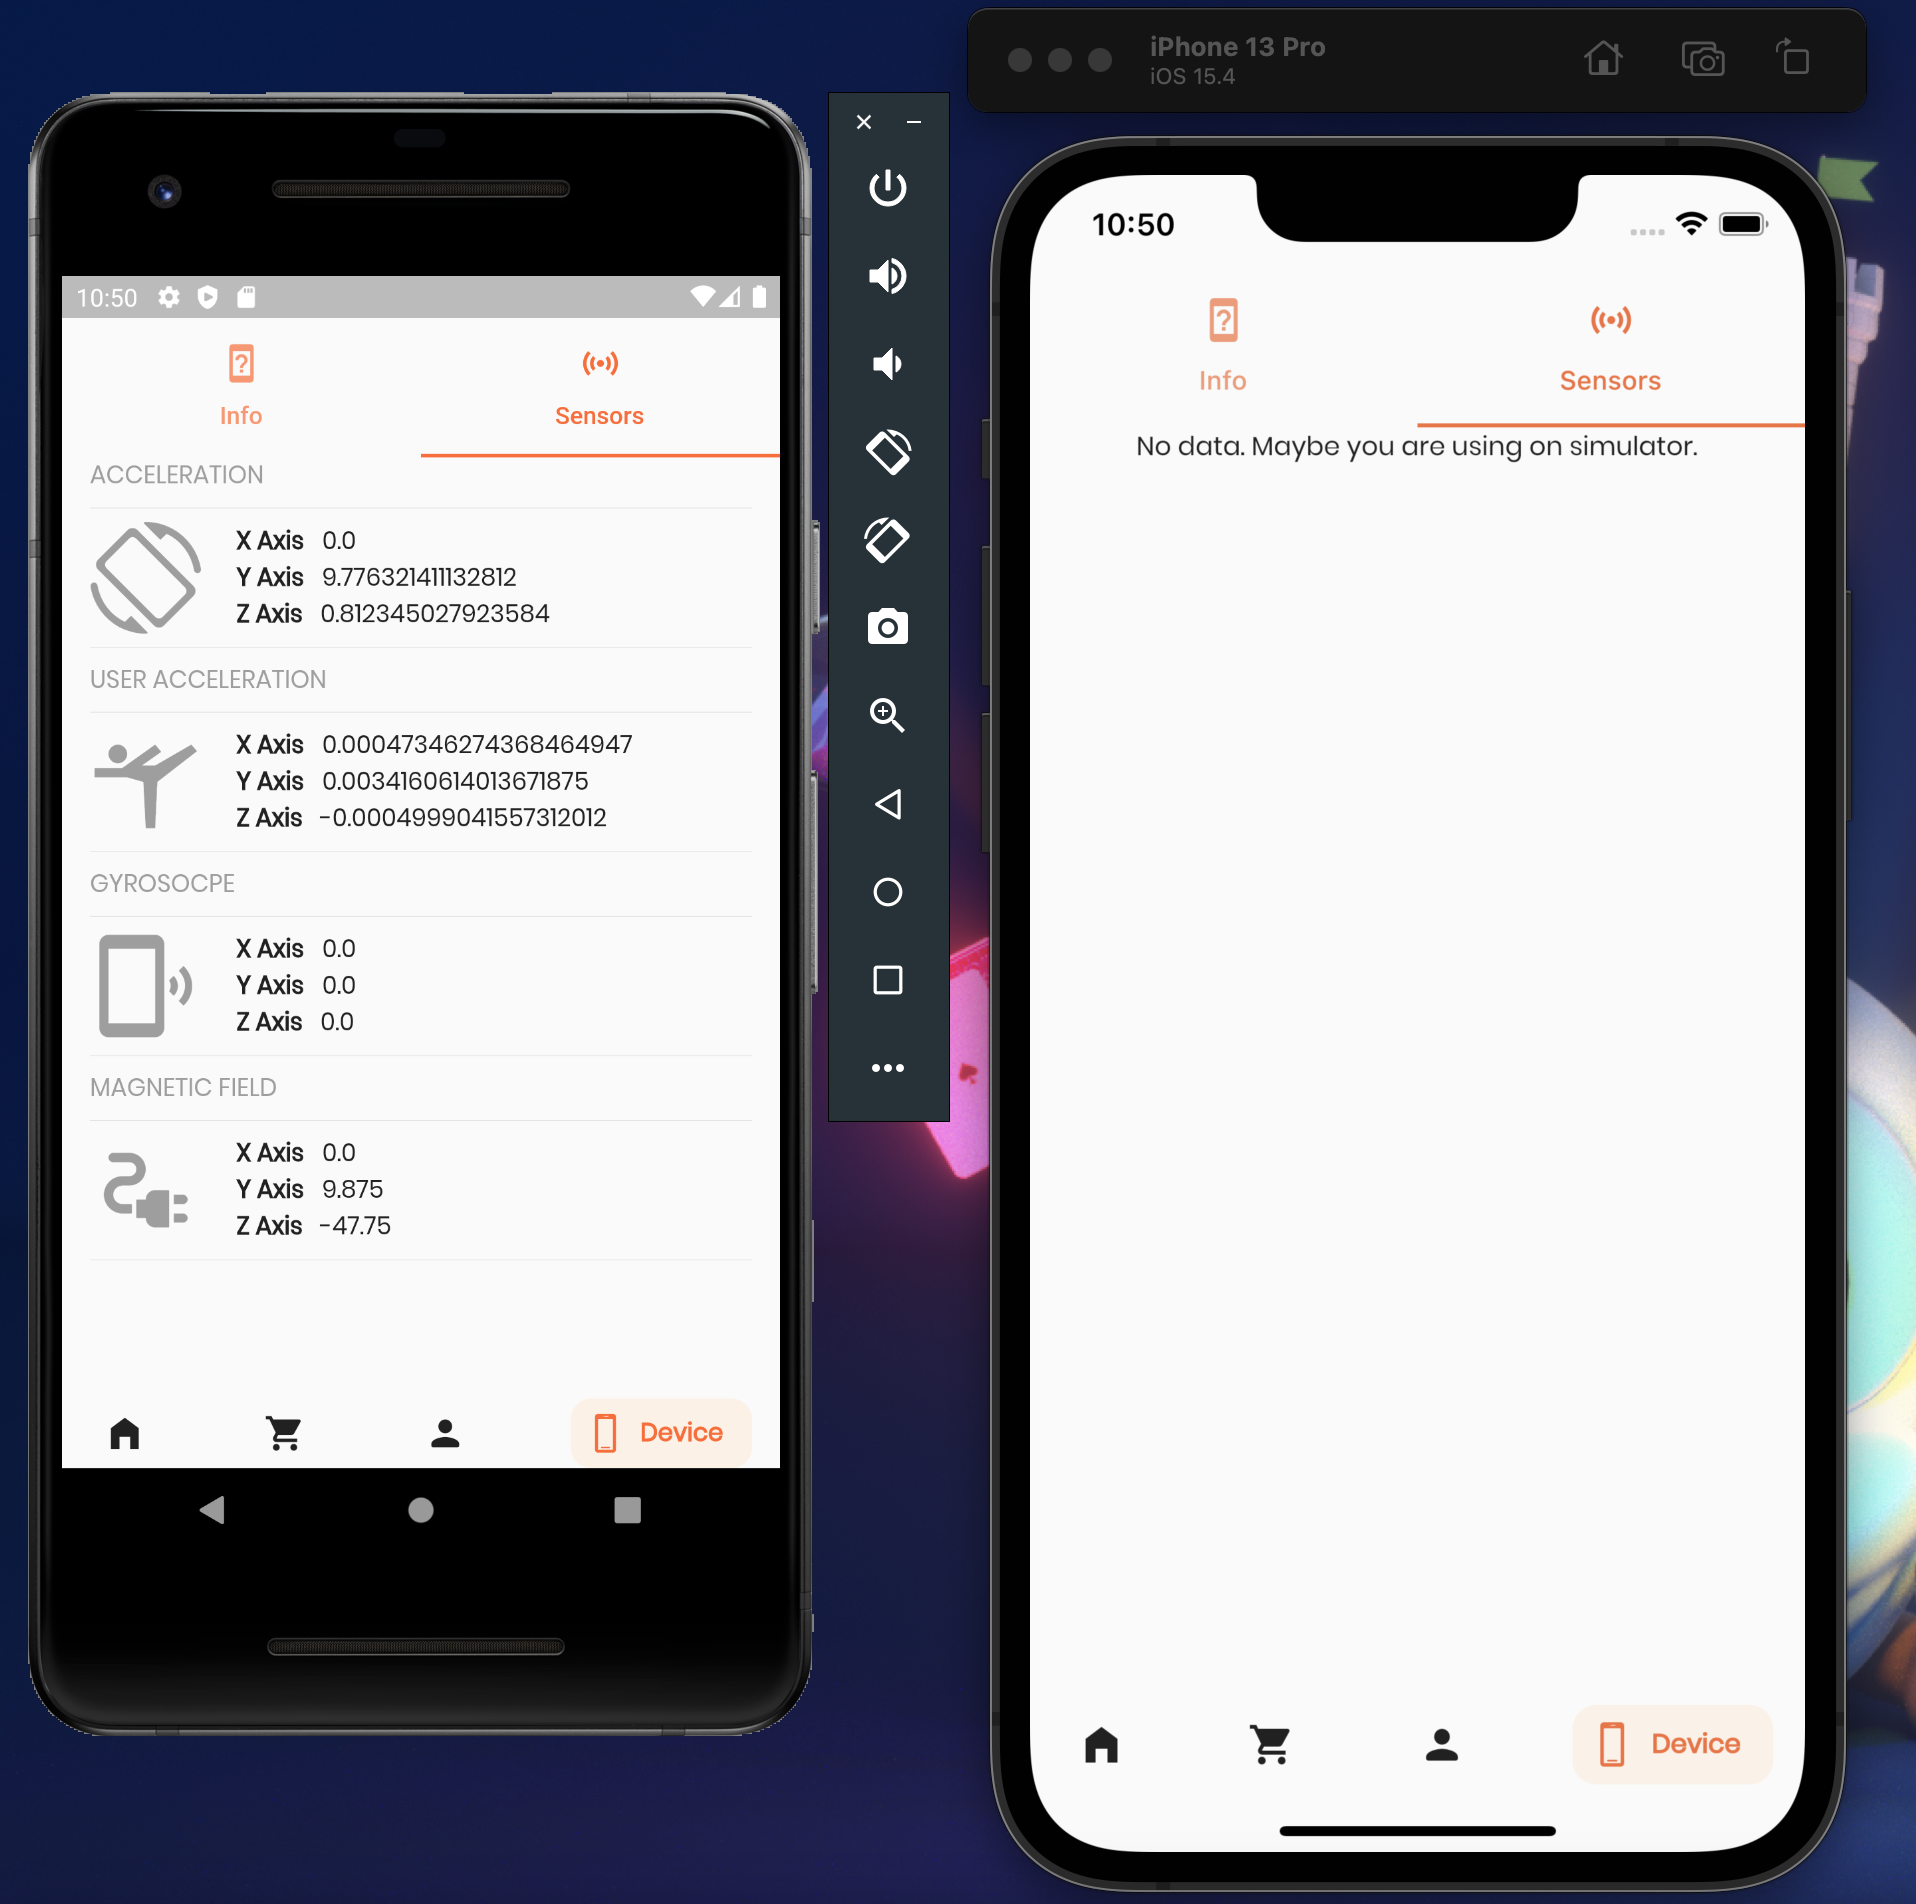 10:50
Info
Sensors
ACCELERATION
X Axis 0.0
Y Axis 9.776321411132812
Z Axis 0.812345027923584
USER ACCELERATION
X Axis 0.00047346274368464947
Y Axis 0.0034160614013671875
Z Axis -0.0004999041557312012
GYROSOCPE
X Axis 0.0
Y Axis 0.0
Z Axis 0.0
MAGNETIC FIELD
X Axis 0.0
Y Axis 9.875
Z Axis -47.75
Device
iPhone 13 Pro
iOS 15.4
10:50
Info
Sensors
No data. Maybe you are using on simulator.
Device